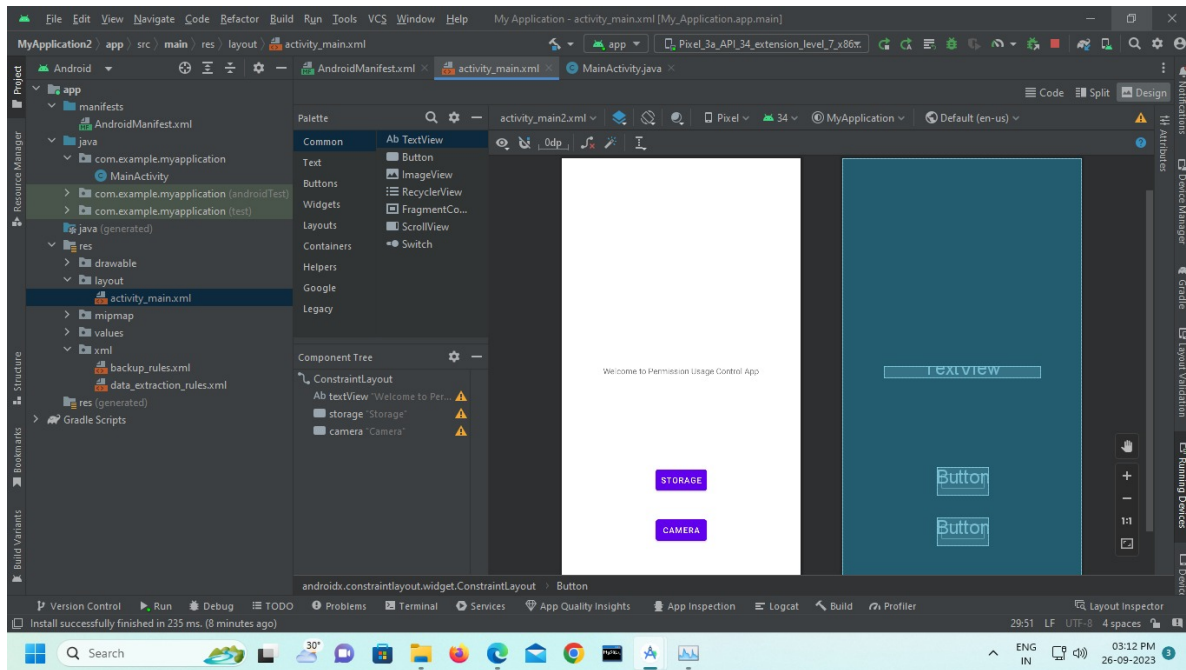 File Edit View Navigate Code Refactor Build Run Tools VCS Window Help My Application - activity_main.xml [My_Application.app.main]
MyApplication2 app src main res layout activity_main.xml app Pixel_3a_API_34_extension_level_7_x86
Android AndroidManifest.xml activity_main.xml MainActivity.java
Code Split Design
Project
Resource Manager
Structure
Bookmarks
Build Variants
app
manifests
AndroidManifest.xml
java
com.example.myapplication
MainActivity
com.example.myapplication (androidTest)
com.example.myapplication (test)
java (generated)
res
drawable
layout
activity_main.xml
mipmap
values
xml
backup_rules.xml
data_extraction_rules.xml
res (generated)
Gradle Scripts
Palette
Common
Text
Buttons
Widgets
Layouts
Containers
Helpers
Google
Legacy
Ab TextView
Button
ImageView
RecyclerView
FragmentCo...
ScrollView
Switch
Component Tree
ConstraintLayout
Ab textView "Welcome to Per...
storage "Storage"
camera "Camera"
activity_main2.xml Pixel 34 MyApplication Default (en-us)
0dp
Welcome to Permission Usage Control App
STORAGE
CAMERA
TextView
Button
Button
1:1
Notifications
Attributes
Device Manager
Gradle
Layout Validation
Running Devices
androidx.constraintlayout.widget.ConstraintLayout Button
Version Control Run Debug TODO Problems Terminal Services App Quality Insights App Inspection Logcat Build Profiler Layout Inspector
Install successfully finished in 235 ms. (8 minutes ago) 29:51 LF UTF-8 4 spaces
Search 30° ENG 03:12 PM
IN 26-09-2023 3